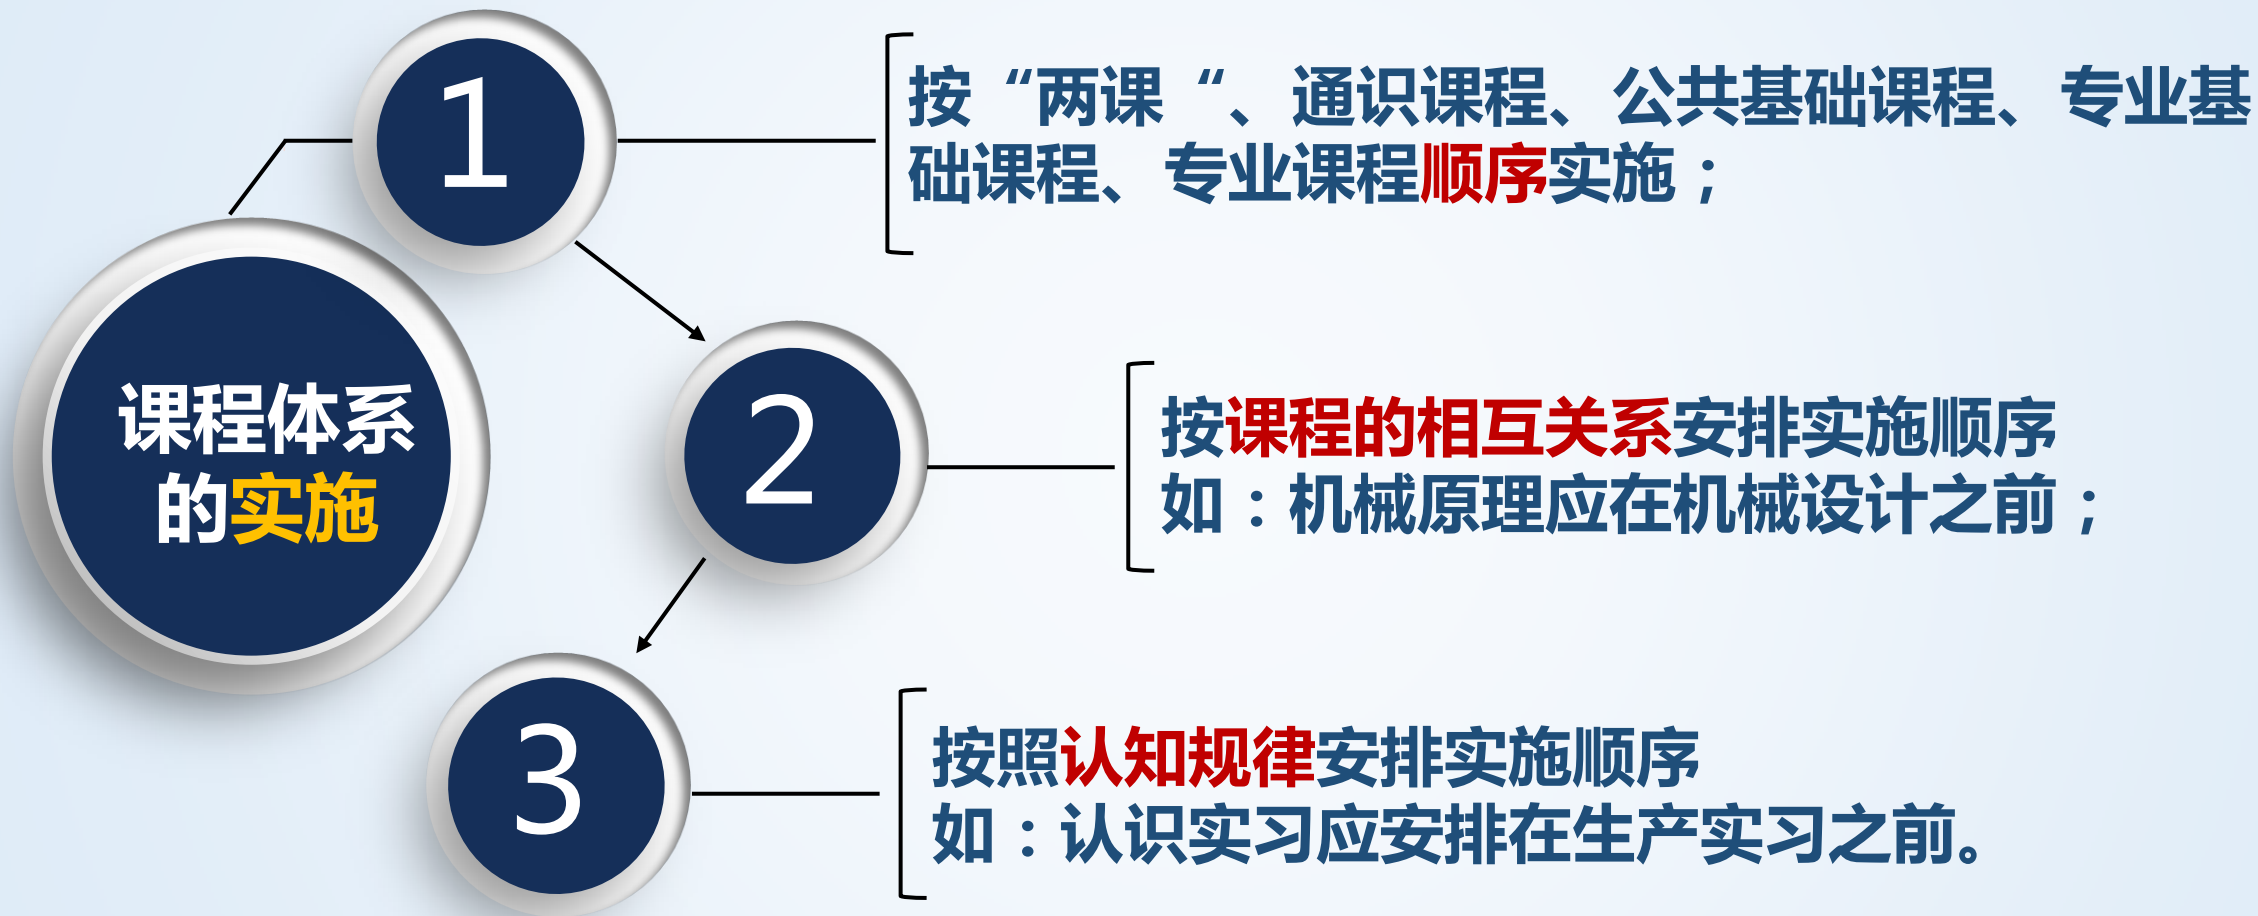 课程体系
的实施
1
按“两课“、通识课程、公共基础课程、专业基
础课程、专业课程顺序实施；
2
按课程的相互关系安排实施顺序
如：机械原理应在机械设计之前；
3
按照认知规律安排实施顺序
如：认识实习应安排在生产实习之前。